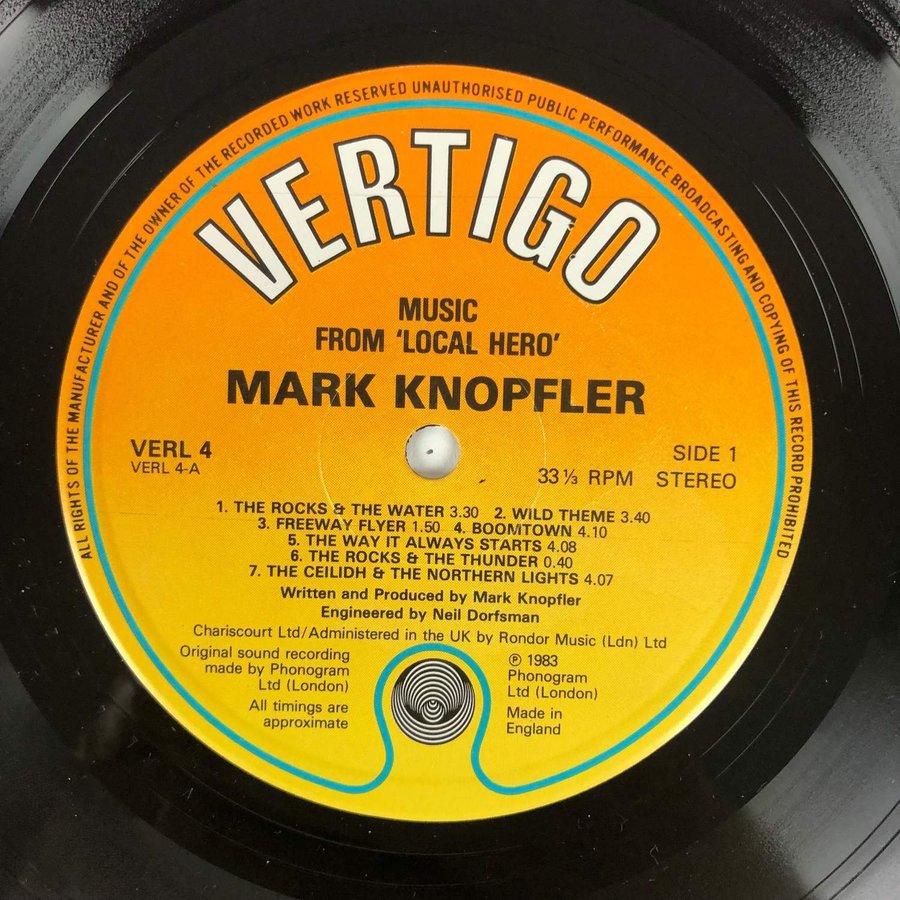 ALL RIGHTS OF THE MANUFACTURER AND OF THE OWNER OF THE RECORDED WORK RESERVED UNAUTHORISED PUBLIC PERFORMANCE BROADCASTING AND COPYING OF THIS RECORD PROHIBITED
VERTIGO
MUSIC
FROM 'LOCAL HERO'
MARK KNOPFLER
VERL 4
VERL 4-A
SIDE 1
33⅓ RPM STEREO
1. THE ROCKS & THE WATER 3.30 2. WILD THEME 3.40
3. FREEWAY FLYER 1.50 4. BOOMTOWN 4.10
5. THE WAY IT ALWAYS STARTS 4.08
6. THE ROCKS & THE THUNDER 0.40
7. THE CEILIDH & THE NORTHERN LIGHTS 4.07
Written and Produced by Mark Knopfler
Engineered by Neil Dorfsman
Chariscourt Ltd/Administered in the UK by Rondor Music (Ldn) Ltd
Original sound recording
made by Phonogram
Ltd (London)
All timings are
approximate
℗ 1983
Phonogram
Ltd (London)
Made in
England